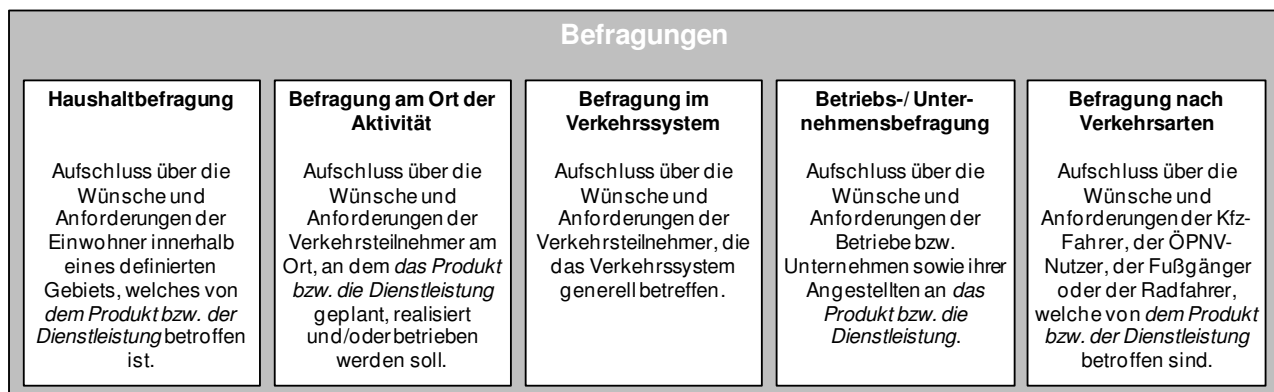 Befragungen
Haushaltbefragung
Aufschluss über die
Wünsche und
Anforderungen der
Einwohner innerhalb
eines definierten
Gebiets, welches von
dem Produkt bzw. der
Dienstleistung betroffen
ist.
Befragung am Ort der
Aktivität
Aufschluss über die
Wünsche und
Anforderungen der
Verkehrsteilnehmer am
Ort, an dem das Produkt
bzw. die Dienstleistung
geplant, realisiert
und/oder betrieben
werden soll.
Befragung im
Verkehrssystem
Aufschluss über die
Wünsche und
Anforderungen der
Verkehrsteilnehmer, die
das Verkehrssystem
generell betreffen.
Betriebs-/ Unter-
nehmensbefragung
Aufschluss über die
Wünsche und
Anforderungen der
Betriebe bzw.
Unternehmen sowie ihrer
Angestellten an das
Produkt bzw. die
Dienstleistung.
Befragung nach
Verkehrsarten
Aufschluss über die
Wünsche und
Anforderungen der Kfz-
Fahrer, der ÖPNV-
Nutzer, der Fußgänger
oder der Radfahrer,
welche von dem Produkt
bzw. der Dienstleistung
betroffen sind.